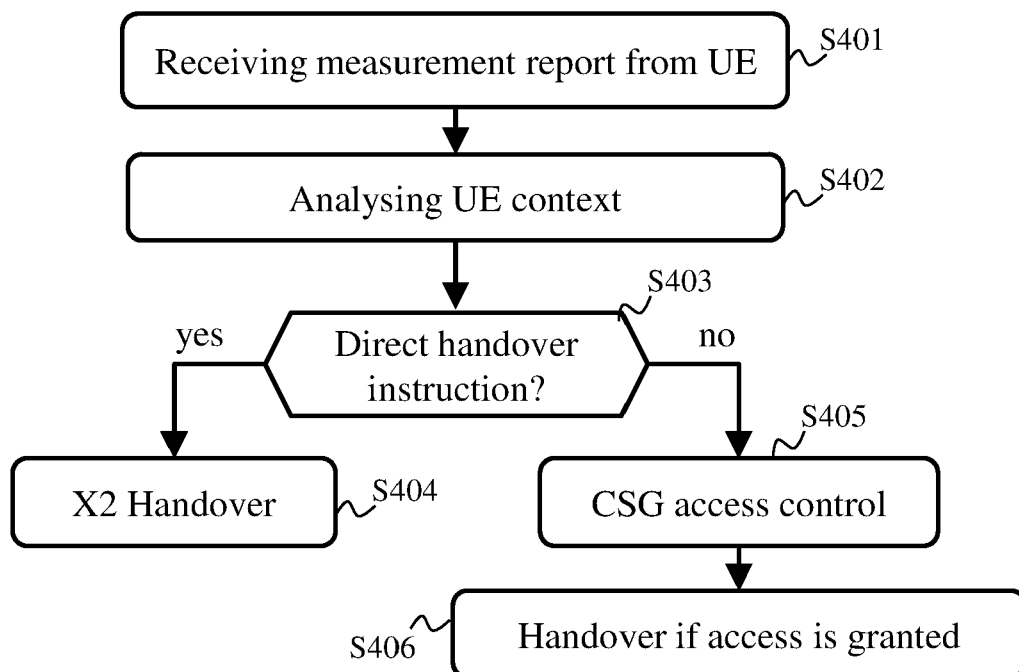 S401
Receiving measurement report from UE
S402
Analysing UE context
S403
yes
Direct handover
instruction?
no
S405
X2 Handover
S404
CSG access control
S406
Handover if access is granted